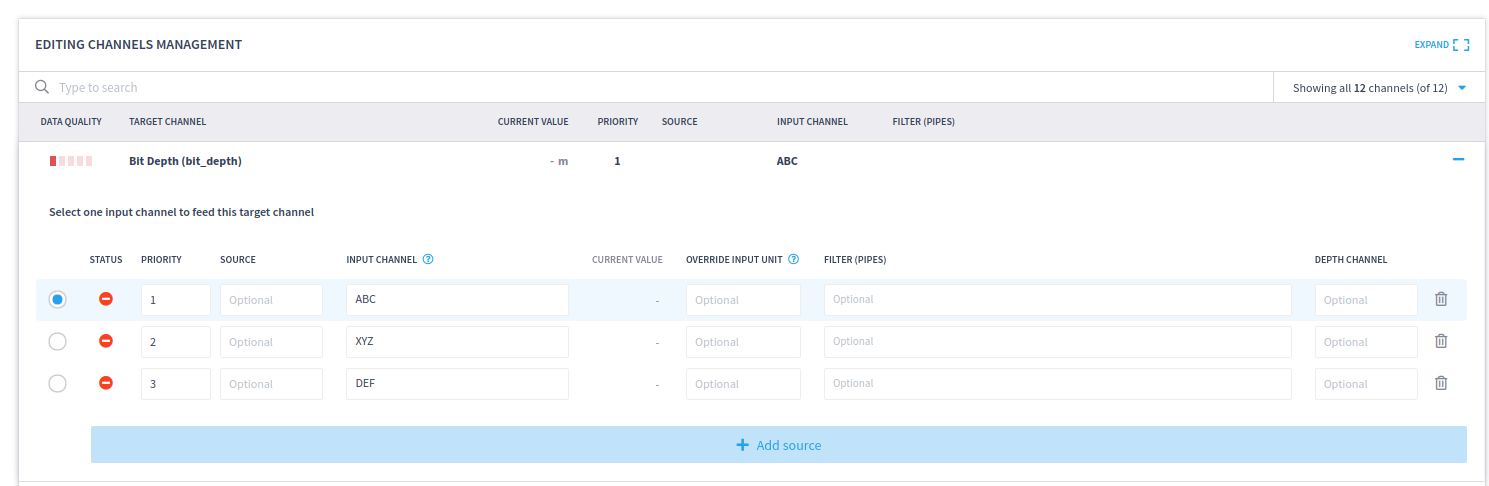 EDITING CHANNELS MANAGEMENT EXPAND
Type to search Showing all 12 channels (of 12)
DATA QUALITY TARGET CHANNEL CURRENT VALUE PRIORITY SOURCE INPUT CHANNEL FILTER (PIPES)
Bit Depth (bit_depth) - m 1 ABC
Select one input channel to feed this target channel
STATUS PRIORITY SOURCE INPUT CHANNEL ? CURRENT VALUE OVERRIDE INPUT UNIT ? FILTER (PIPES) DEPTH CHANNEL
1 Optional ABC - Optional Optional Optional
2 Optional XYZ - Optional Optional Optional
3 Optional DEF - Optional Optional Optional
+ Add source